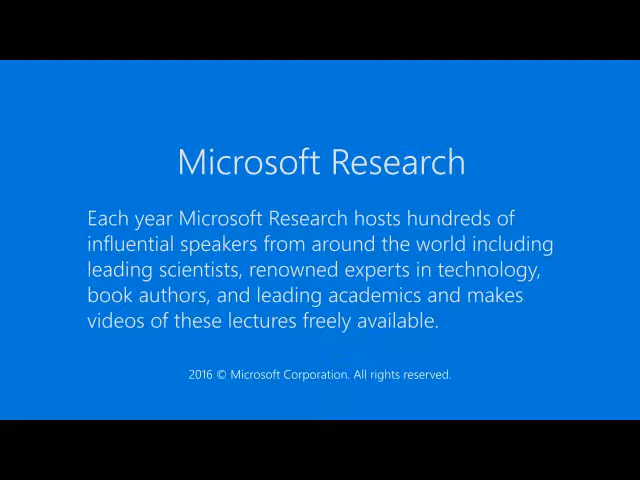 Microsoft Research
Each year Microsoft Research hosts hundreds of
influential speakers from around the world including
leading scientists, renowned experts in technology,
book authors, and leading academics and makes
videos of these lectures freely available.
2016 © Microsoft Corporation. All rights reserved.